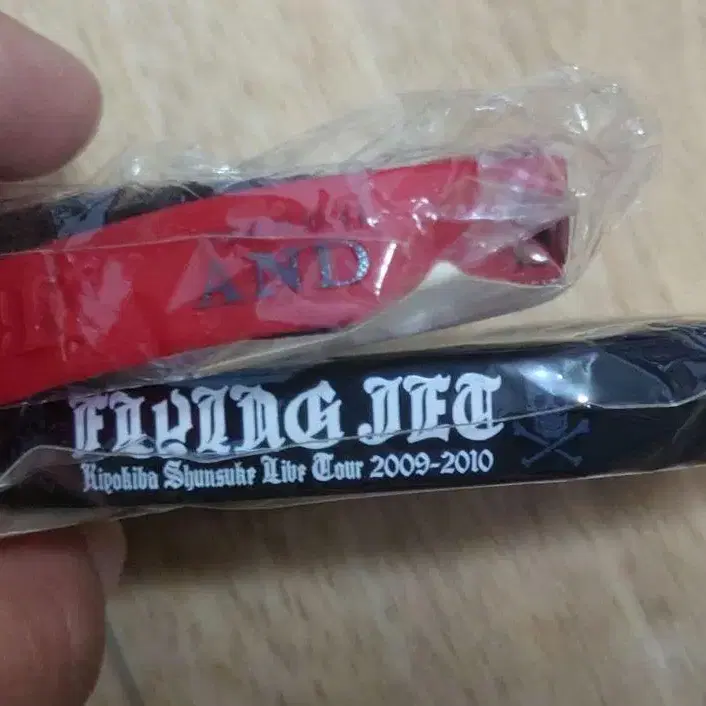 AND
FLYING JET
Kiyokiba Shunsuke Live Tour 2009-2010